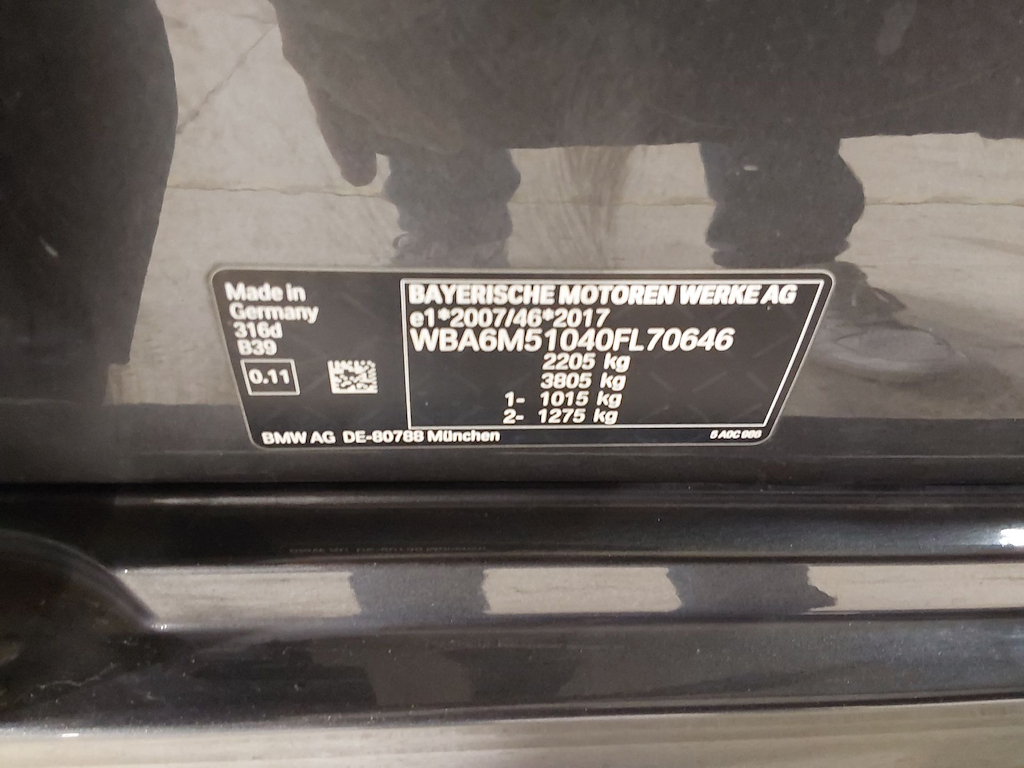 Made in
Germany
316d
B39
0.11
BAYERISCHE MOTOREN WERKE AG
e1*2007/46*2017
WBA6M51040FL70646
2205 kg
3805 kg
1- 1015 kg
2- 1275 kg
BMW AG DE-80788 München